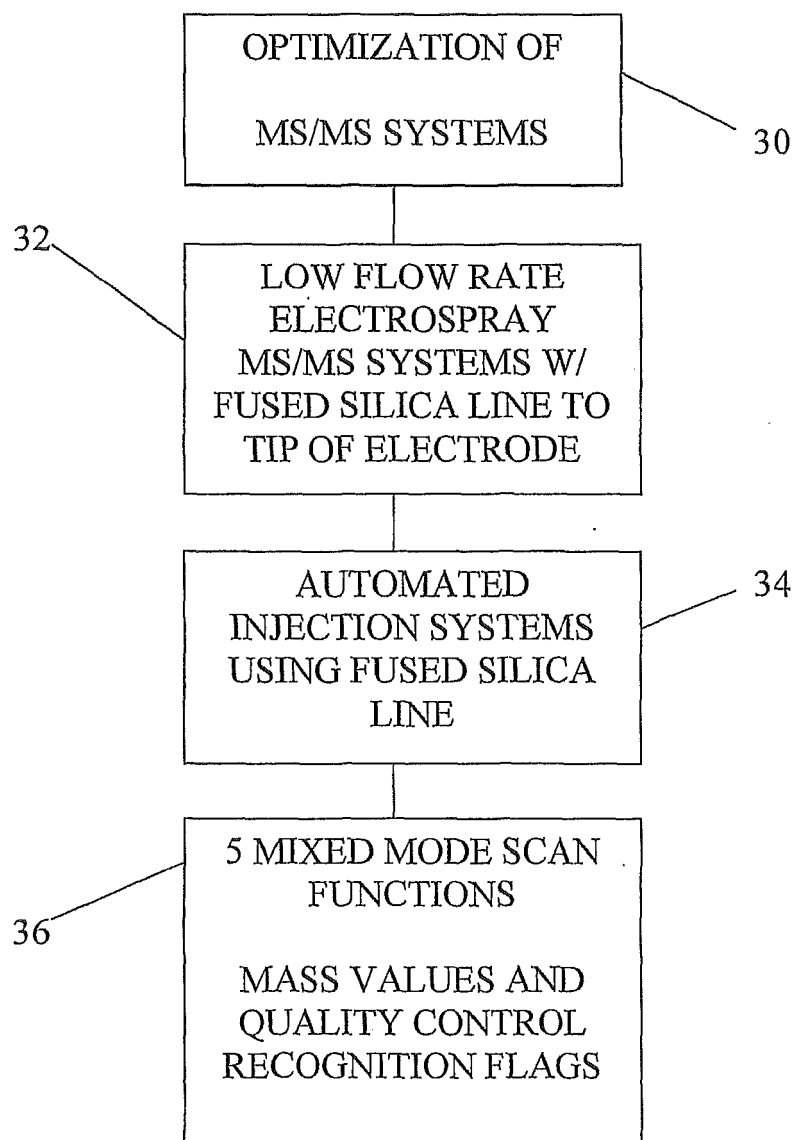 OPTIMIZATION OF
MS/MS SYSTEMS
30
32
LOW FLOW RATE
ELECTROSPRAY
MS/MS SYSTEMS W/
FUSED SILICA LINE TO
TIP OF ELECTRODE
AUTOMATED
INJECTION SYSTEMS
USING FUSED SILICA
LINE
34
5 MIXED MODE SCAN
FUNCTIONS
MASS VALUES AND
QUALITY CONTROL
RECOGNITION FLAGS
36